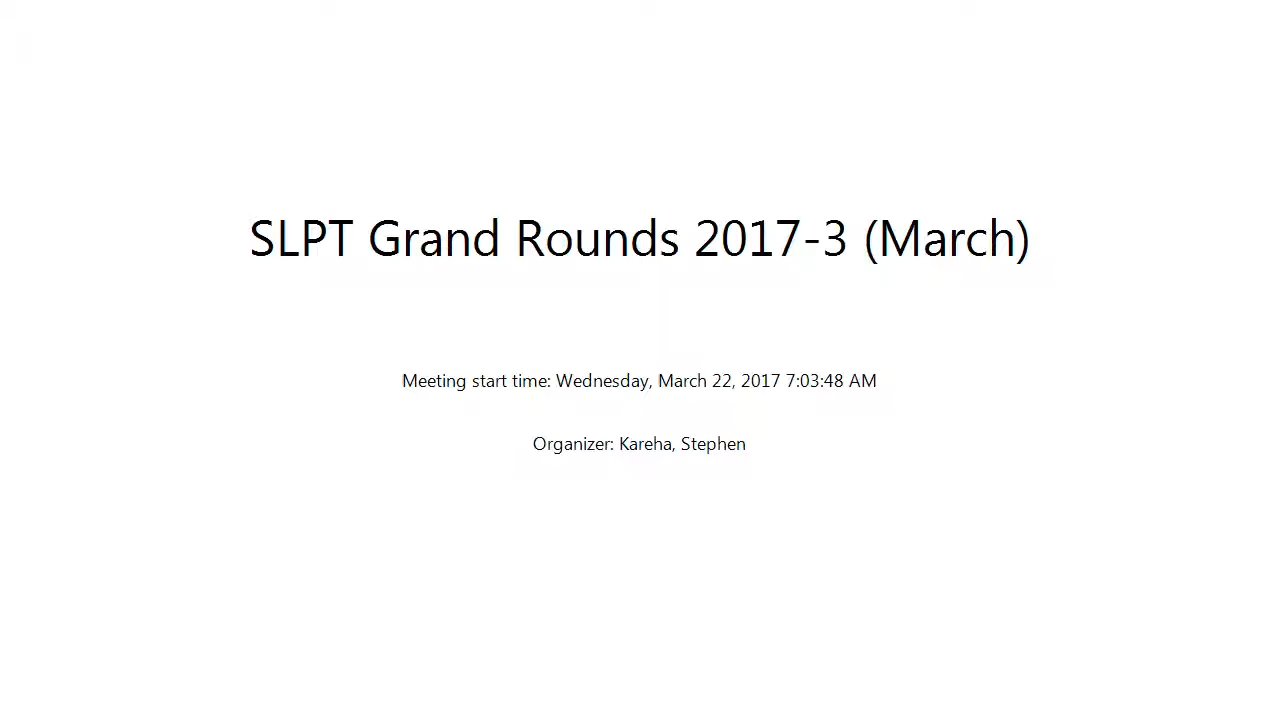 SLPT Grand Rounds 2017-3 (March)
Meeting start time: Wednesday, March 22, 2017 7:03:48 AM
Organizer: Kareha, Stephen